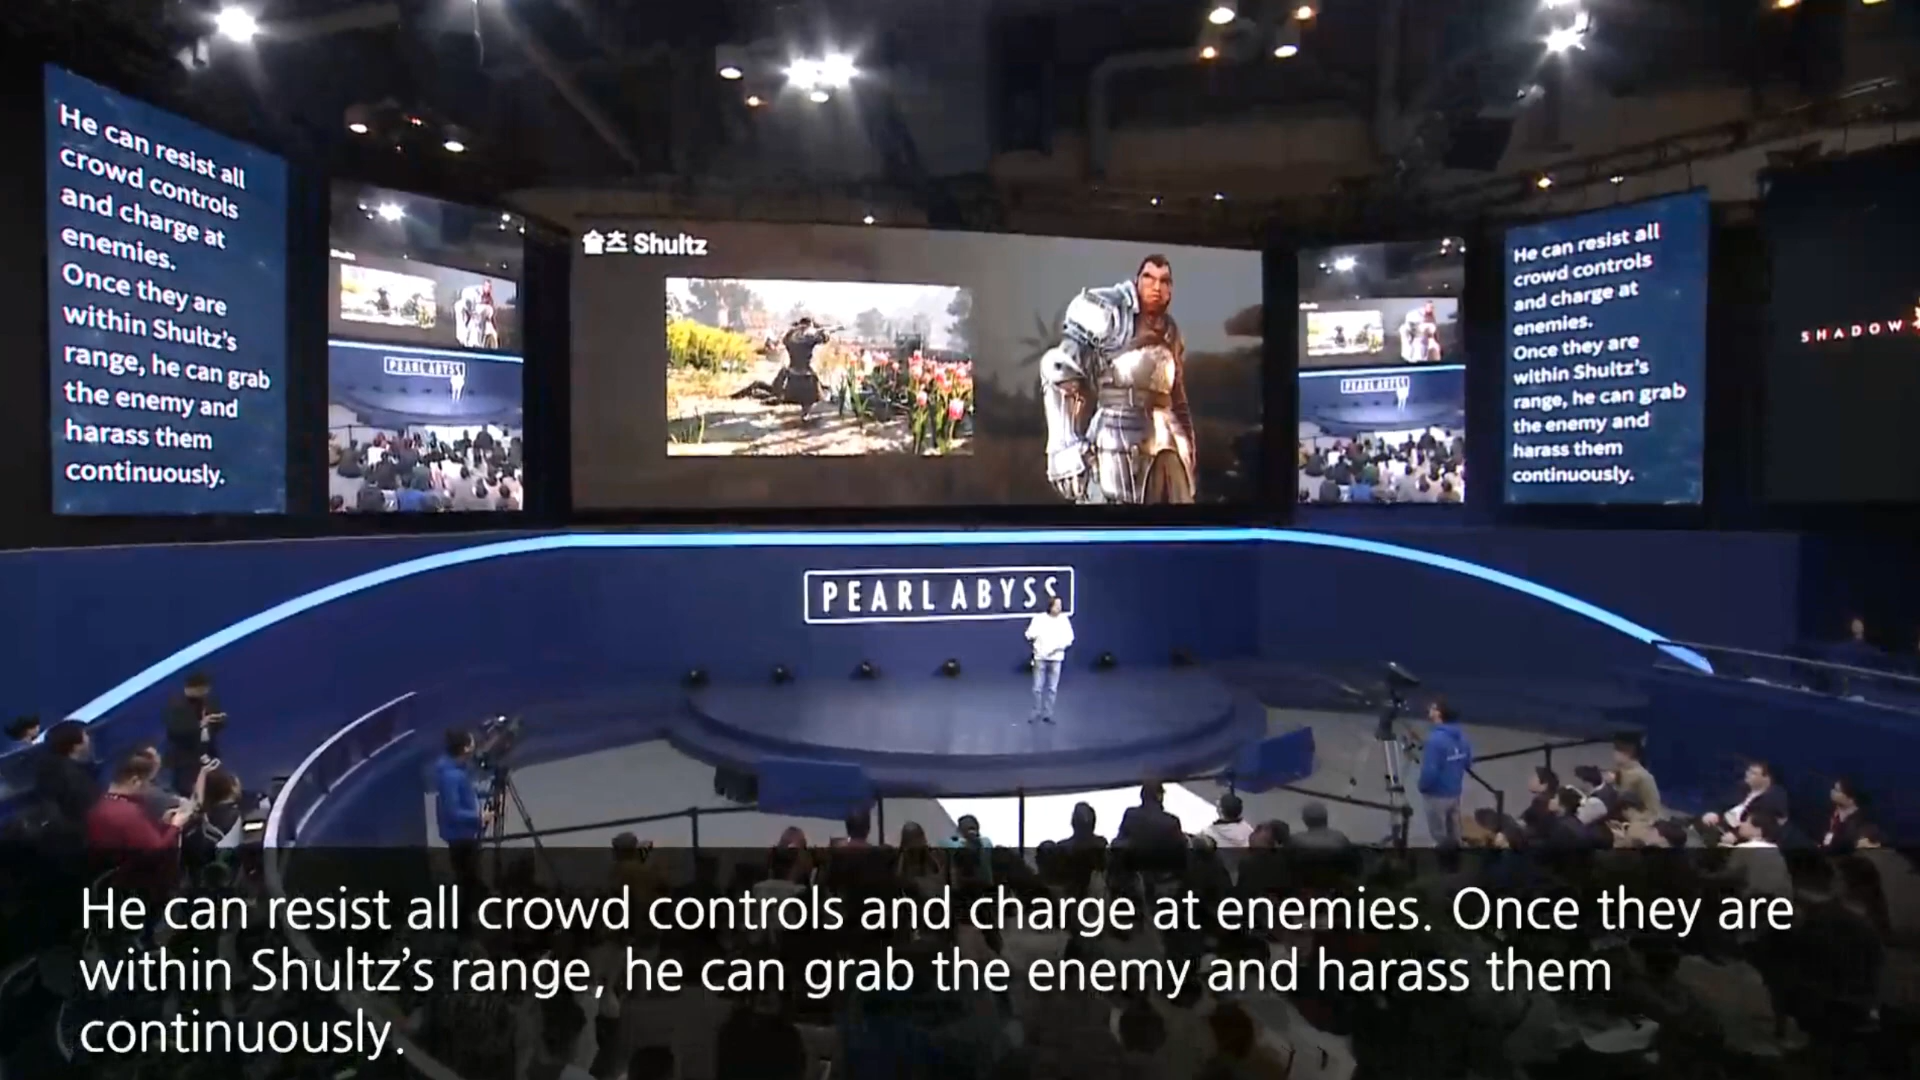 He can resist all
crowd controls
and charge at
enemies.
Once they are
within Shultz's
range, he can grab
the enemy and
harass them
continuously.
슐츠 Shultz
PEARL ABYSS
PEARL ABYSS
He can resist all
crowd controls
and charge at
enemies.
Once they are
within Shultz's
range, he can grab
the enemy and
harass them
continuously.
SHADOW
PEARL ABYSS
He can resist all crowd controls and charge at enemies. Once they are
within Shultz’s range, he can grab the enemy and harass them
continuously.